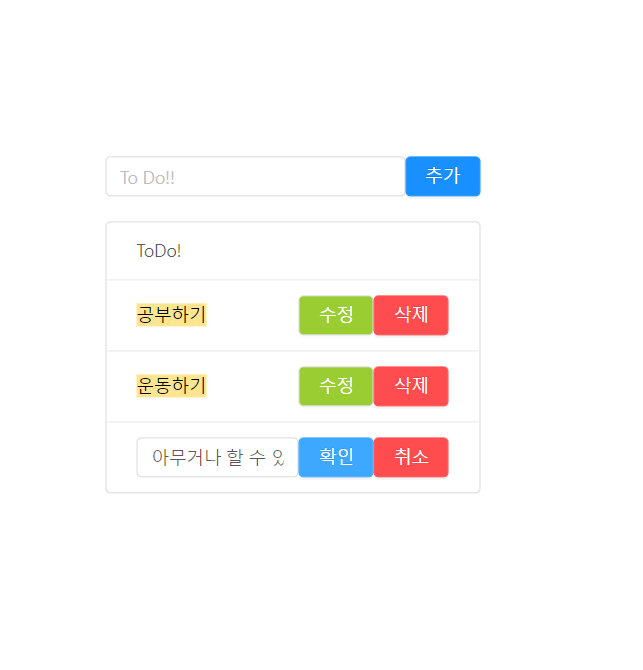 To Do!! 추가
ToDo!
공부하기 수정 삭제
운동하기 수정 삭제
아무거나 할 수 확인 취소